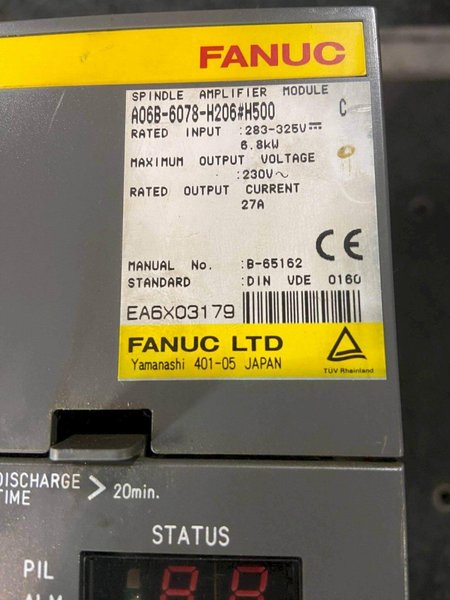 FANUC
SPINDLE AMPLIFIER MODULE
A06B-6078-H206#H500 C
RATED INPUT :283-325V⎓
6.8kW
MAXIMUM OUTPUT VOLTAGE
:230V~
RATED OUTPUT CURRENT
27A
CE
MANUAL No. :B-65162
STANDARD :DIN VDE 0160
EA6X03179
FANUC LTD
Yamanashi 401-05 JAPAN
TUV Rheinland
DISCHARGE
TIME > 20min.
STATUS
PIL
ALM